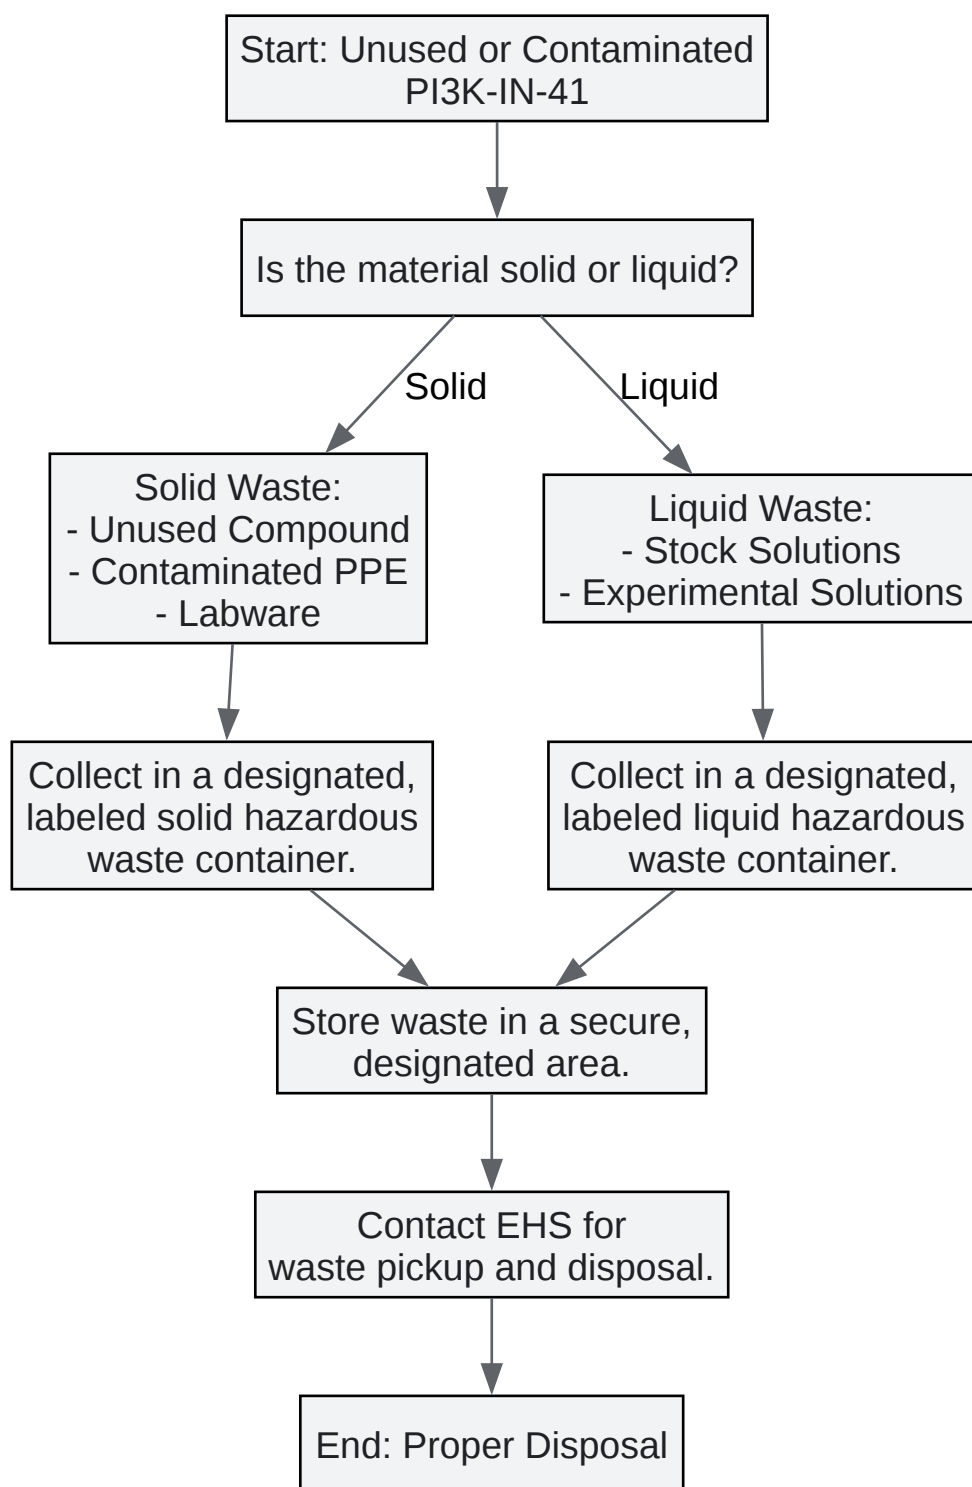 Start: Unused or Contaminated
PI3K-IN-41
Is the material solid or liquid?
Solid
Liquid
Solid Waste:
- Unused Compound
- Contaminated PPE
- Labware
Liquid Waste:
- Stock Solutions
- Experimental Solutions
Collect in a designated,
labeled solid hazardous
waste container.
Collect in a designated,
labeled liquid hazardous
waste container.
Store waste in a secure,
designated area.
Contact EHS for
waste pickup and disposal.
End: Proper Disposal